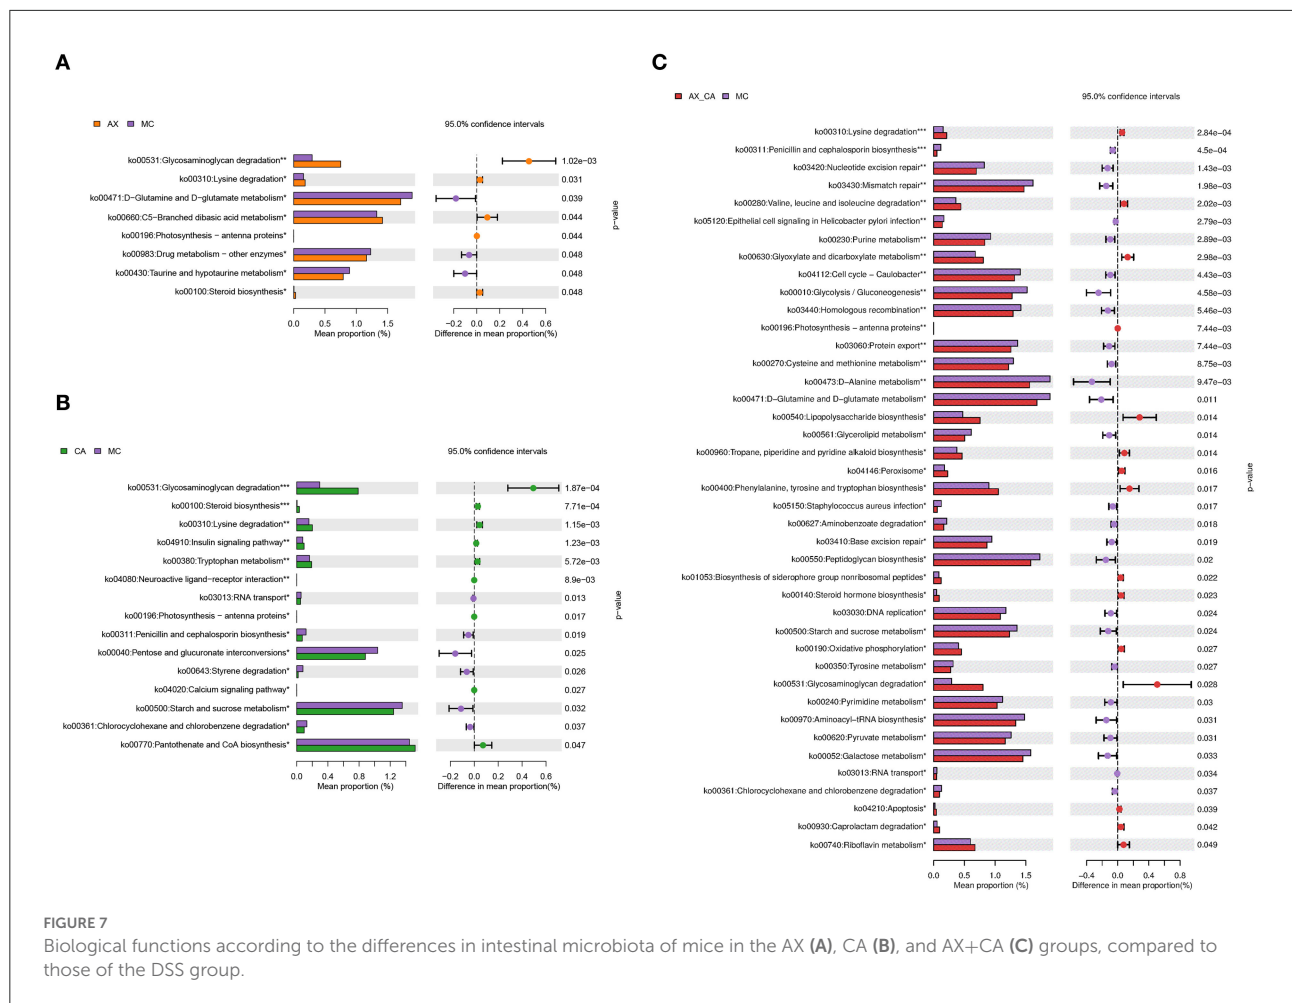 A
AX MC
95.0% confidence intervals
ko00531:Glycosaminoglycan degradation** 1.02e−03
ko00310:Lysine degradation* 0.031
ko00471:D−Glutamine and D−glutamate metabolism* 0.039
ko00660:C5−Branched dibasic acid metabolism* 0.044
ko00196:Photosynthesis − antenna proteins* 0.044
ko00983:Drug metabolism − other enzymes* 0.048
ko00430:Taurine and hypotaurine metabolism* 0.048
ko00100:Steroid biosynthesis* 0.048
p−value
0.0 0.5 1.0 1.5 −0.2 0.0 0.2 0.4 0.6
Mean proportion (%) Difference in mean proportion(%)
B
CA MC
95.0% confidence intervals
ko00531:Glycosaminoglycan degradation*** 1.87e−04
ko00100:Steroid biosynthesis*** 7.71e−04
ko00310:Lysine degradation** 1.15e−03
ko04910:Insulin signaling pathway** 1.23e−03
ko00380:Tryptophan metabolism** 5.72e−03
ko04080:Neuroactive ligand−receptor interaction** 8.9e−03
ko03013:RNA transport* 0.013
ko00196:Photosynthesis − antenna proteins* 0.017
ko00311:Penicillin and cephalosporin biosynthesis* 0.019
ko00040:Pentose and glucuronate interconversions* 0.025
ko00643:Styrene degradation* 0.026
ko04020:Calcium signaling pathway* 0.027
ko00500:Starch and sucrose metabolism* 0.032
ko00361:Chlorocyclohexane and chlorobenzene degradation* 0.037
ko00770:Pantothenate and CoA biosynthesis* 0.047
p−value
0.0 0.4 0.8 1.2 −0.2 0.0 0.2 0.4 0.6
Mean proportion (%) Difference in mean proportion(%)
C
AX_CA MC
95.0% confidence intervals
ko00310:Lysine degradation*** 2.84e−04
ko00311:Penicillin and cephalosporin biosynthesis*** 4.5e−04
ko03420:Nucleotide excision repair** 1.43e−03
ko03430:Mismatch repair** 1.98e−03
ko00280:Valine, leucine and isoleucine degradation** 2.02e−03
ko05120:Epithelial cell signaling in Helicobacter pylori infection** 2.79e−03
ko00230:Purine metabolism** 2.89e−03
ko00630:Glyoxylate and dicarboxylate metabolism** 2.98e−03
ko04112:Cell cycle − Caulobacter** 4.43e−03
ko00010:Glycolysis / Gluconeogenesis** 4.58e−03
ko03440:Homologous recombination** 5.46e−03
ko00196:Photosynthesis − antenna proteins** 7.44e−03
ko03060:Protein export** 7.44e−03
ko00270:Cysteine and methionine metabolism** 8.75e−03
ko00473:D−Alanine metabolism** 9.47e−03
ko00471:D−Glutamine and D−glutamate metabolism* 0.011
ko00540:Lipopolysaccharide biosynthesis* 0.014
ko00561:Glycerolipid metabolism* 0.014
ko00960:Tropane, piperidine and pyridine alkaloid biosynthesis* 0.014
ko04146:Peroxisome* 0.016
ko00400:Phenylalanine, tyrosine and tryptophan biosynthesis* 0.017
ko05150:Staphylococcus aureus infection* 0.017
ko00627:Aminobenzoate degradation* 0.018
ko03410:Base excision repair* 0.019
ko00550:Peptidoglycan biosynthesis* 0.02
ko01053:Biosynthesis of siderophore group nonribosomal peptides* 0.022
ko00140:Steroid hormone biosynthesis* 0.023
ko03030:DNA replication* 0.024
ko00500:Starch and sucrose metabolism* 0.024
ko00190:Oxidative phosphorylation* 0.027
ko00350:Tyrosine metabolism* 0.027
ko00531:Glycosaminoglycan degradation* 0.028
ko00240:Pyrimidine metabolism* 0.03
ko00970:Aminoacyl−tRNA biosynthesis* 0.031
ko00620:Pyruvate metabolism* 0.031
ko00052:Galactose metabolism* 0.033
ko03013:RNA transport* 0.034
ko00361:Chlorocyclohexane and chlorobenzene degradation* 0.037
ko04210:Apoptosis* 0.039
ko00930:Caprolactam degradation* 0.042
ko00740:Riboflavin metabolism* 0.049
p−value
0.0 0.5 1.0 1.5 −0.4 0.0 0.4 0.8
Mean proportion (%) Difference in mean proportion(%)
FIGURE 7
Biological functions according to the differences in intestinal microbiota of mice in the AX (A), CA (B), and AX+CA (C) groups, compared to
those of the DSS group.